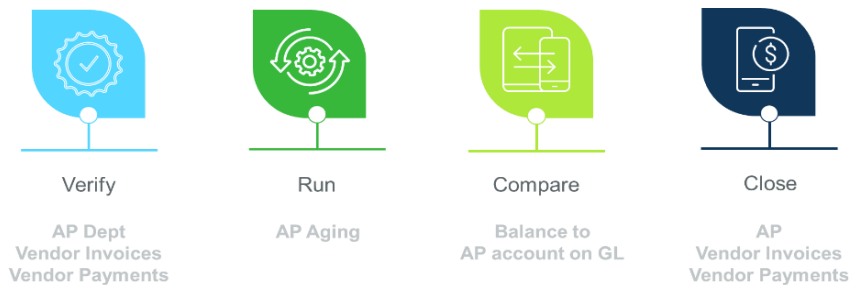 Verify
Run
Compare
Close
AP Dept
Vendor Invoices
Vendor Payments
AP Aging
Balance to
AP account on GL
AP
Vendor Invoices
Vendor Payments
$